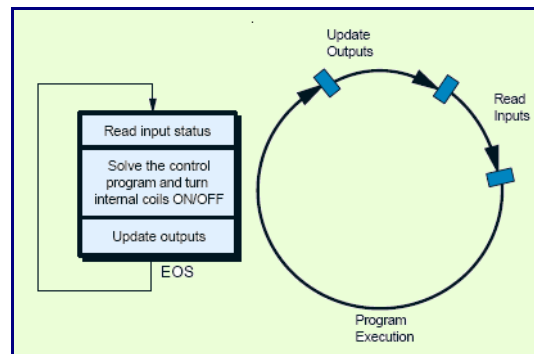 Read input status
Solve the control
program and turn
internal coils ON/OFF
Update outputs
EOS
Update
Outputs
Read
Inputs
Program
Execution